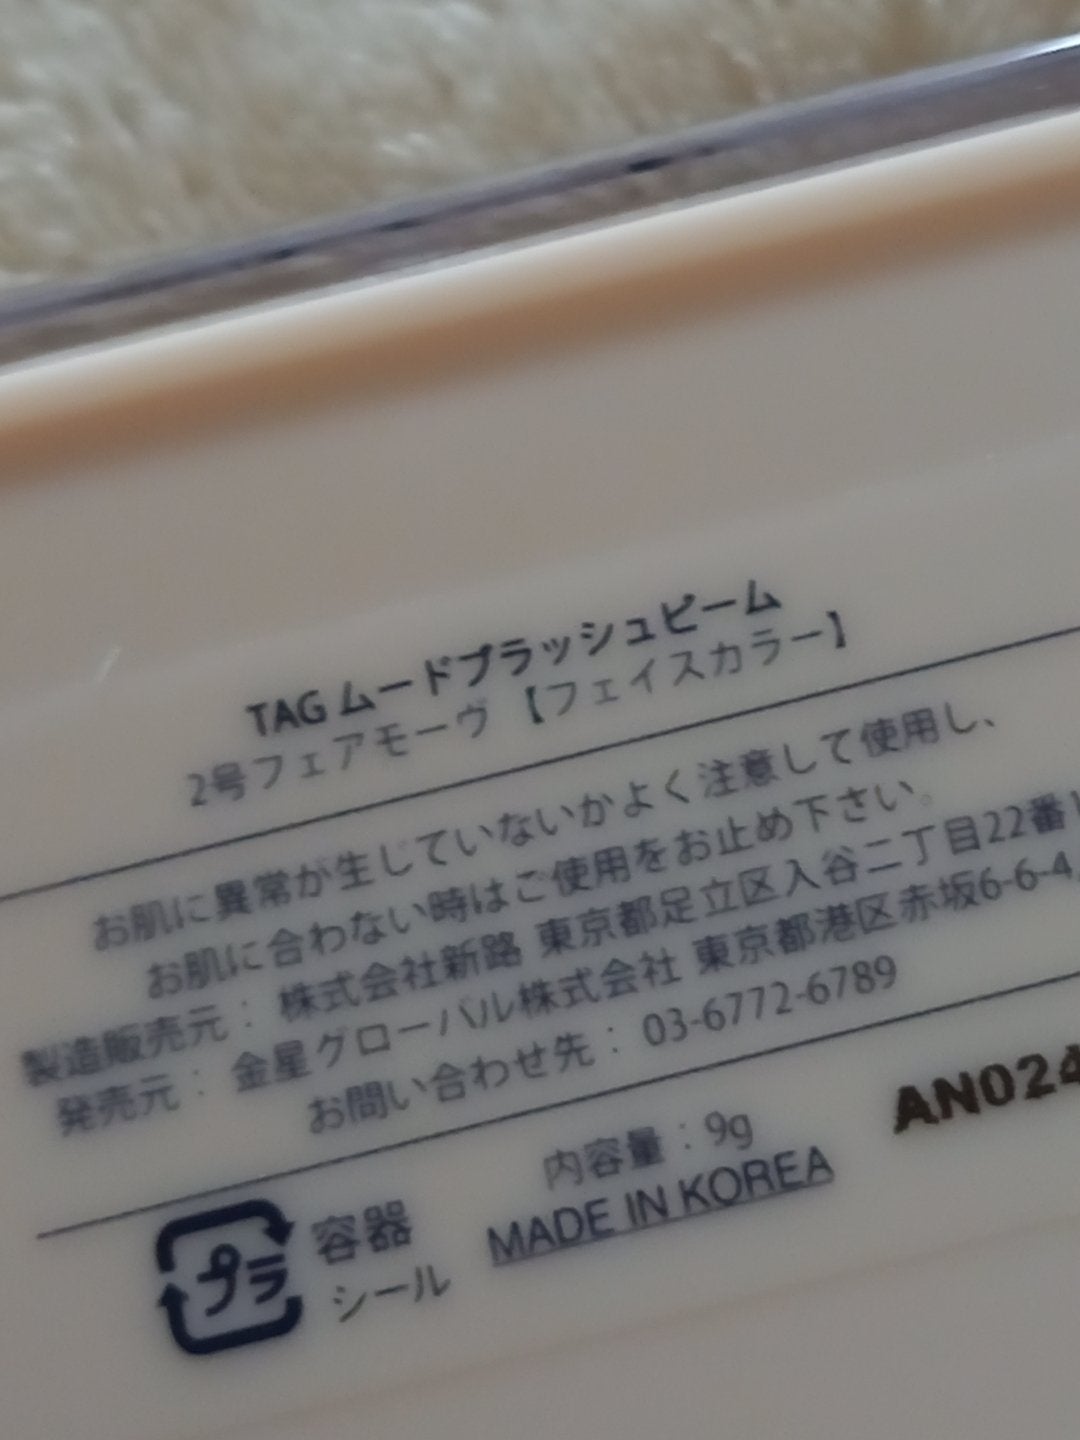 TAG ムードブラッシュビーム
2号フェアモーヴ【フェイスカラー】
お肌に異常が生じていないかよく注意して使用し、
お肌に合わない時はご使用をお止め下さい。
製造販売元： 株式会社新路 東京都足立区入谷二丁目22番
発売元： 金星グローバル株式会社 東京都港区赤坂6-6-4
お問い合わせ先： 03-6772-6789
内容量：9g
MADE IN KOREA
AN024
プラ
容器
シール